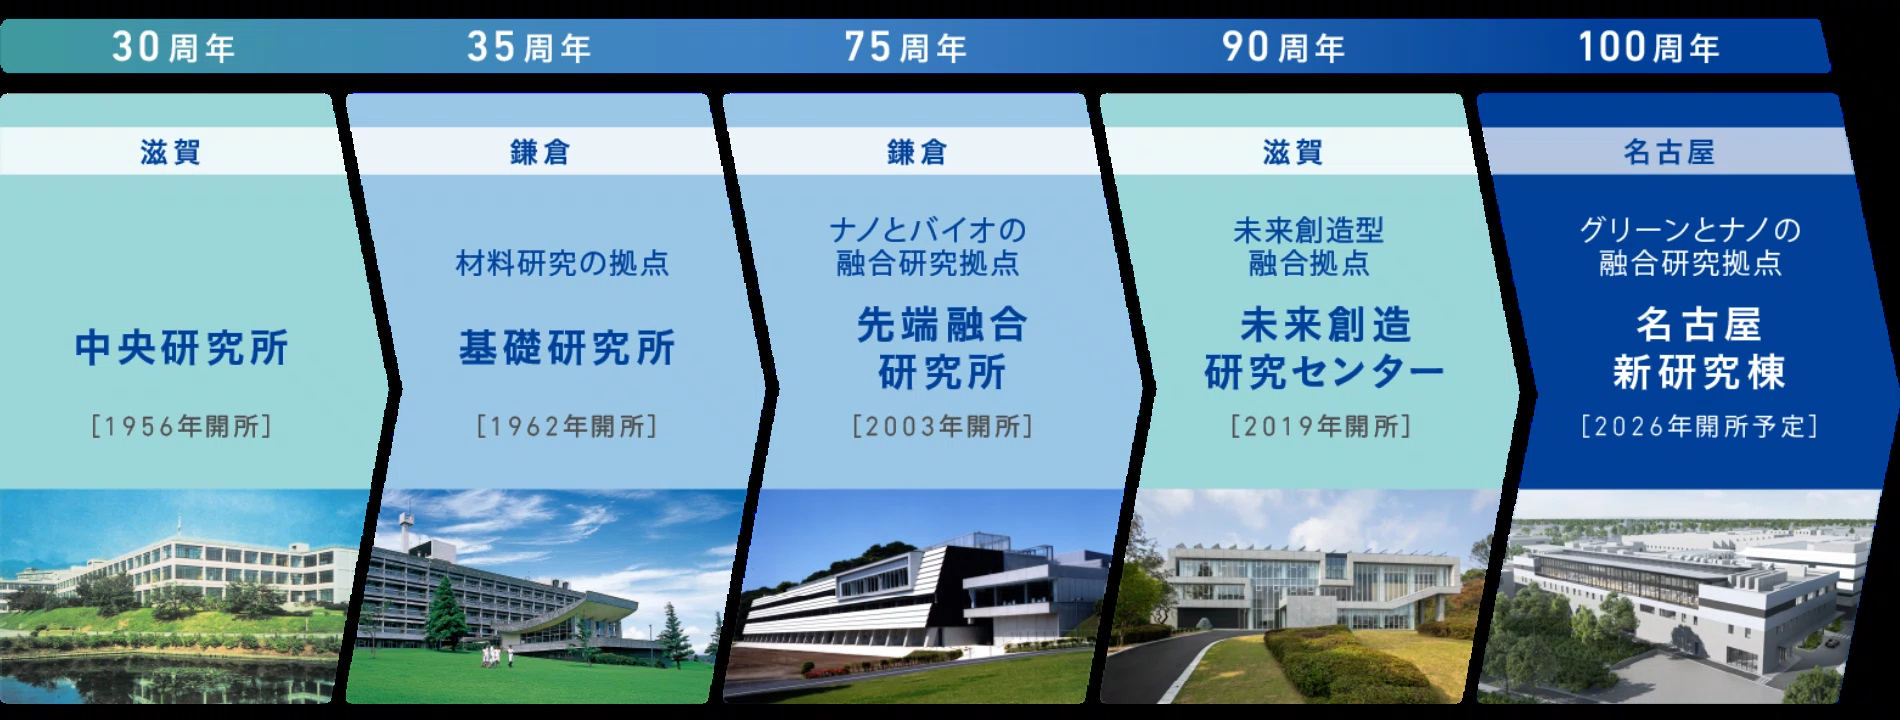 30周年
35周年
75周年
90周年
100周年
滋賀
中央研究所
[1956年開所]
鎌倉
材料研究の拠点
基礎研究所
[1962年開所]
鎌倉
ナノとバイオの
融合研究拠点
先端融合
研究所
[2003年開所]
滋賀
未来創造型
融合拠点
未来創造
研究センター
[2019年開所]
名古屋
グリーンとナノの
融合研究拠点
名古屋
新研究棟
[2026年開所予定]